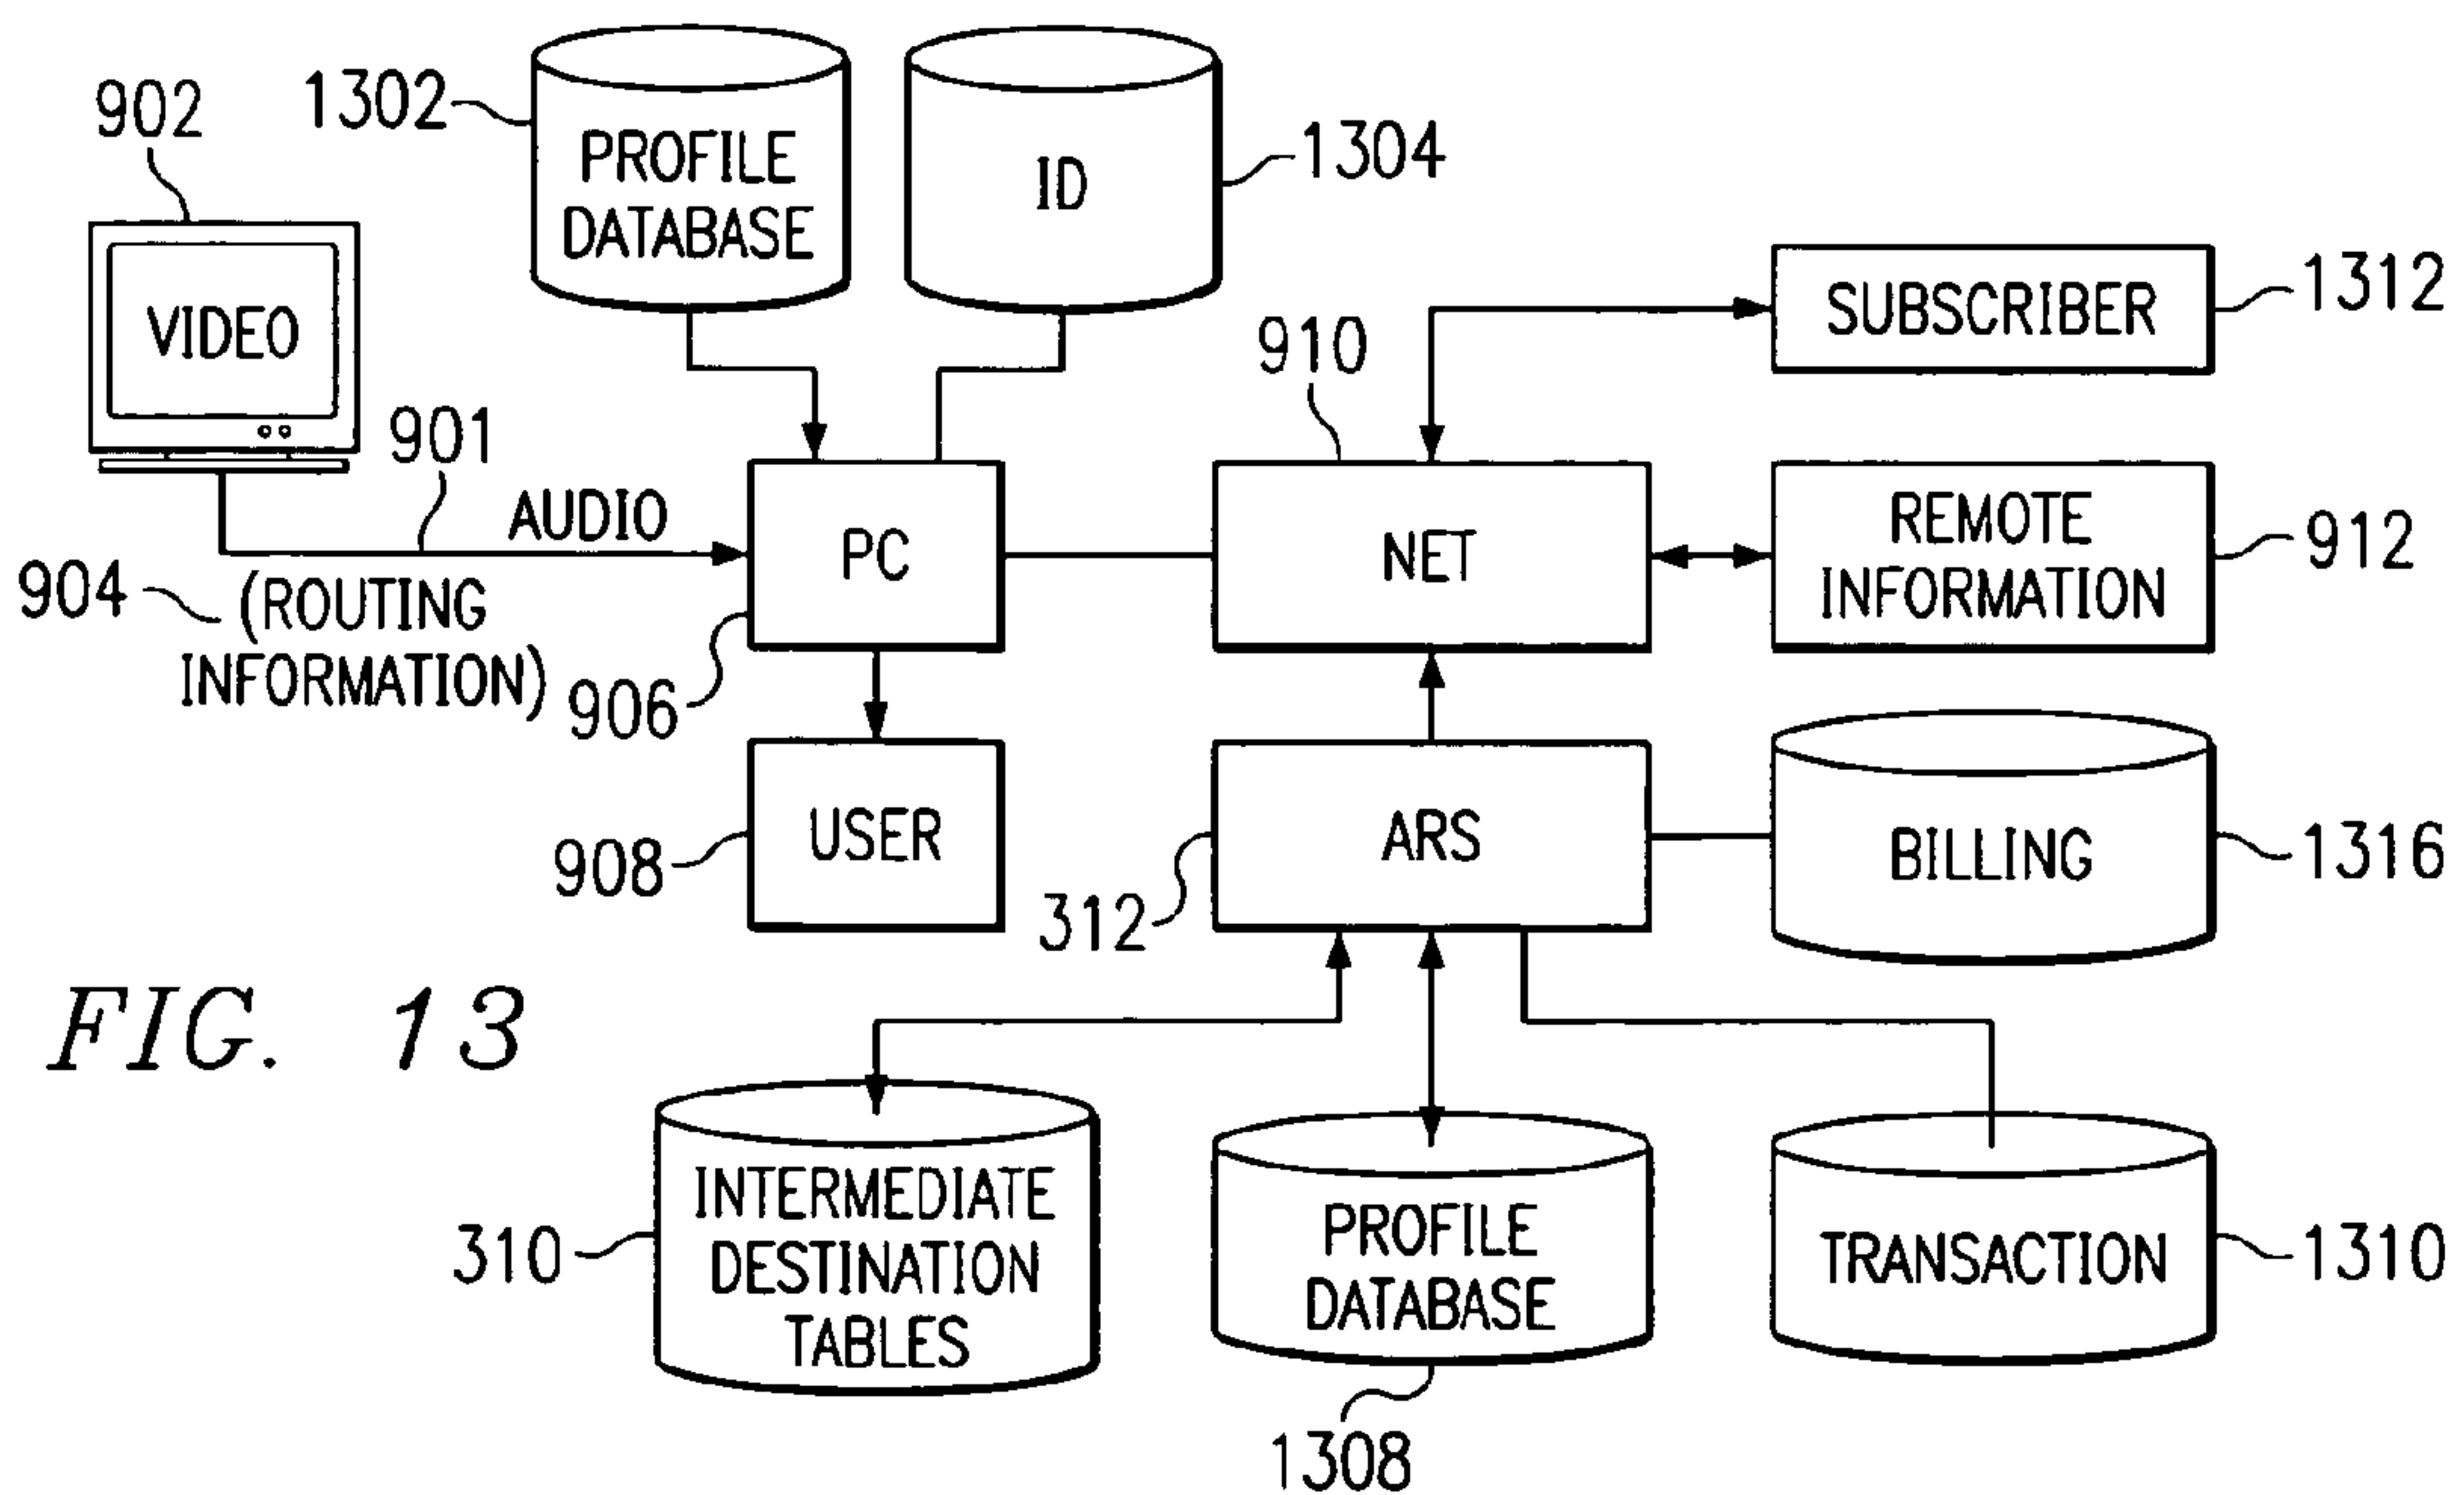 902
1302
PROFILE
DATABASE
ID
1304
VIDEO
SUBSCRIBER
1312
910
901
AUDIO
904
(ROUTING
INFORMATION)
906
PC
NET
REMOTE
INFORMATION
912
USER
908
ARS
312
BILLING
1316
FIG. 13
INTERMEDIATE
DESTINATION
TABLES
310
PROFILE
DATABASE
1308
TRANSACTION
1310